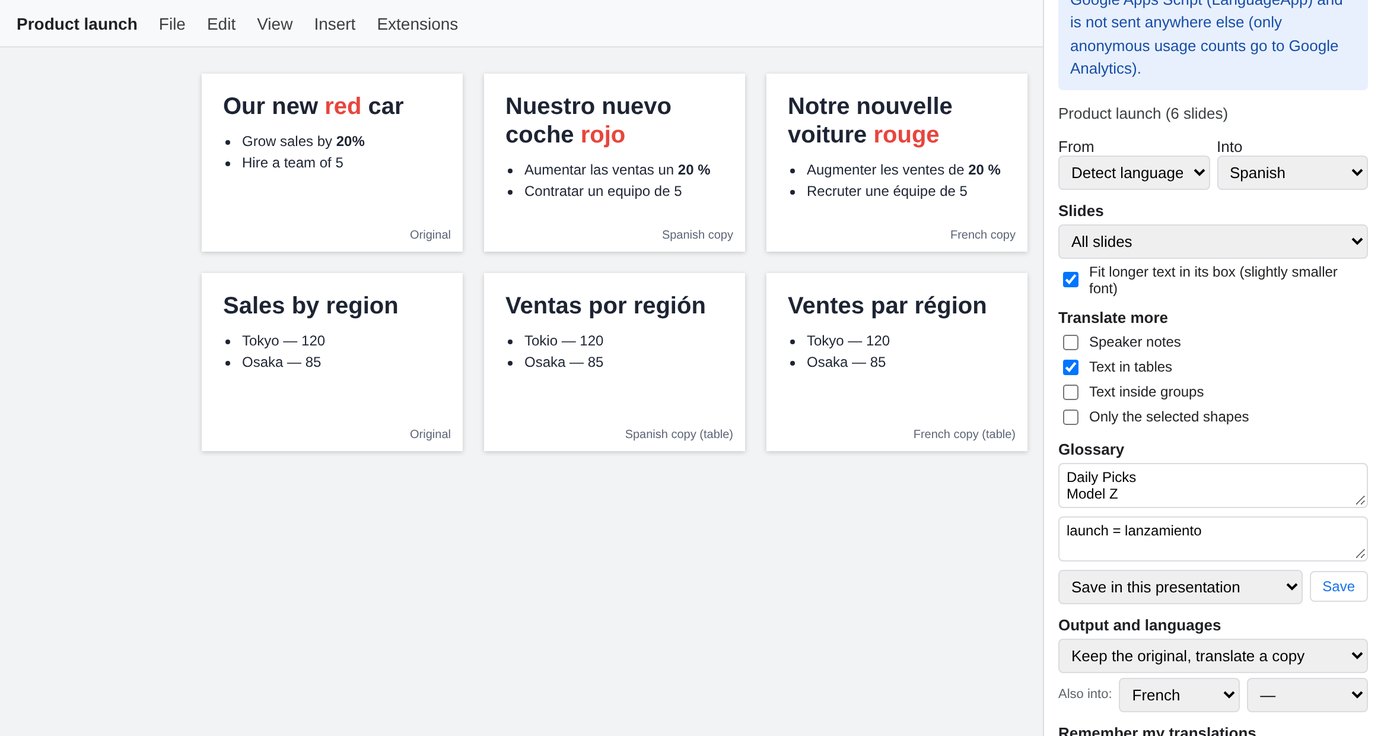 Product launch File Edit View Insert Extensions
Our new red car
• Grow sales by 20%
• Hire a team of 5
Original
Nuestro nuevo
coche rojo
• Aumentar las ventas un 20 %
• Contratar un equipo de 5
Spanish copy
Notre nouvelle
voiture rouge
• Augmenter les ventes de 20 %
• Recruter une équipe de 5
French copy
Sales by region
• Tokyo — 120
• Osaka — 85
Original
Ventas por región
• Tokio — 120
• Osaka — 85
Spanish copy (table)
Ventes par région
• Tokyo — 120
• Osaka — 85
French copy (table)
Google Apps Script (LanguageApp) and
is not sent anywhere else (only
anonymous usage counts go to Google
Analytics).
Product launch (6 slides)
From Into
Detect language Spanish
Slides
All slides
Fit longer text in its box (slightly smaller
font)
Translate more
Speaker notes
Text in tables
Text inside groups
Only the selected shapes
Glossary
Daily Picks
Model Z
launch = lanzamiento
Save in this presentation Save
Output and languages
Keep the original, translate a copy
Also into: French —
Remember my translations